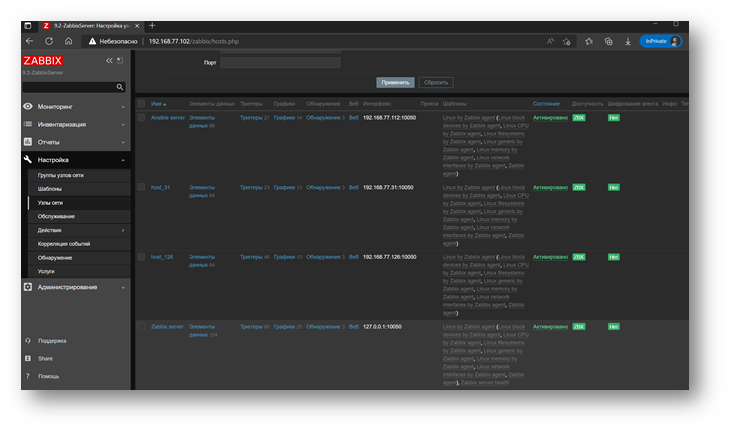 9.2-ZabbixServer: Настройка уз
Небезопасно 192.168.77.102/zabbix/hosts.php InPrivate
ZABBIX
9.2-ZabbixServer
Мониторинг
Инвентаризация
Отчеты
Настройка
Группы узлов сети
Шаблоны
Узлы сети
Обслуживание
Действия
Корреляция событий
Обнаружение
Услуги
Администрирование
Поддержка
Share
Помощь
Порт
Применить Сбросить
Имя Элементы данных Триггеры Графики Обнаружение Веб Интерфейс Прокси Шаблоны Состояние Доступность Шифрование агента Инфо Тег
Ansible server Элементы Триггеры 27 Графики 14 Обнаружение 3 Веб 192.168.77.112:10050 Linux by Zabbix agent (Linux block Активировано ZBX Нет
данных devices by Zabbix agent, Linux CPU
by Zabbix agent, Linux filesystems
by Zabbix agent, Linux generic by
Zabbix agent, Linux memory by
Zabbix agent, Linux network
interfaces by Zabbix agent, Zabbix
agent)
host_31 Элементы Триггеры 23 Графики 13 Обнаружение 3 Веб 192.168.77.31:10050 Linux by Zabbix agent (Linux block Активировано ZBX Нет
данных 64 devices by Zabbix agent, Linux CPU
by Zabbix agent, Linux filesystems
by Zabbix agent, Linux generic by
Zabbix agent, Linux memory by
Zabbix agent, Linux network
interfaces by Zabbix agent, Zabbix
agent)
host_126 Элементы Триггеры Графики 13 Обнаружение 3 Веб 192.168.77.126:10050 Linux by Zabbix agent (Linux block Активировано ZBX Нет
данных 64 devices by Zabbix agent, Linux CPU
by Zabbix agent, Linux filesystems
by Zabbix agent, Linux generic by
Zabbix agent, Linux memory by
Zabbix agent, Linux network
interfaces by Zabbix agent, Zabbix
agent)
Zabbix server Элементы Триггеры Графики 25 Обнаружение 3 Веб 127.0.0.1:10050 Linux by Zabbix agent (Linux block Активировано ZBX Нет
данных 124 devices by Zabbix agent, Linux CPU
by Zabbix agent, Linux filesystems
by Zabbix agent, Linux generic by
Zabbix agent, Linux memory by
Zabbix agent, Linux network
interfaces by Zabbix agent, Zabbix
agent), Zabbix server health